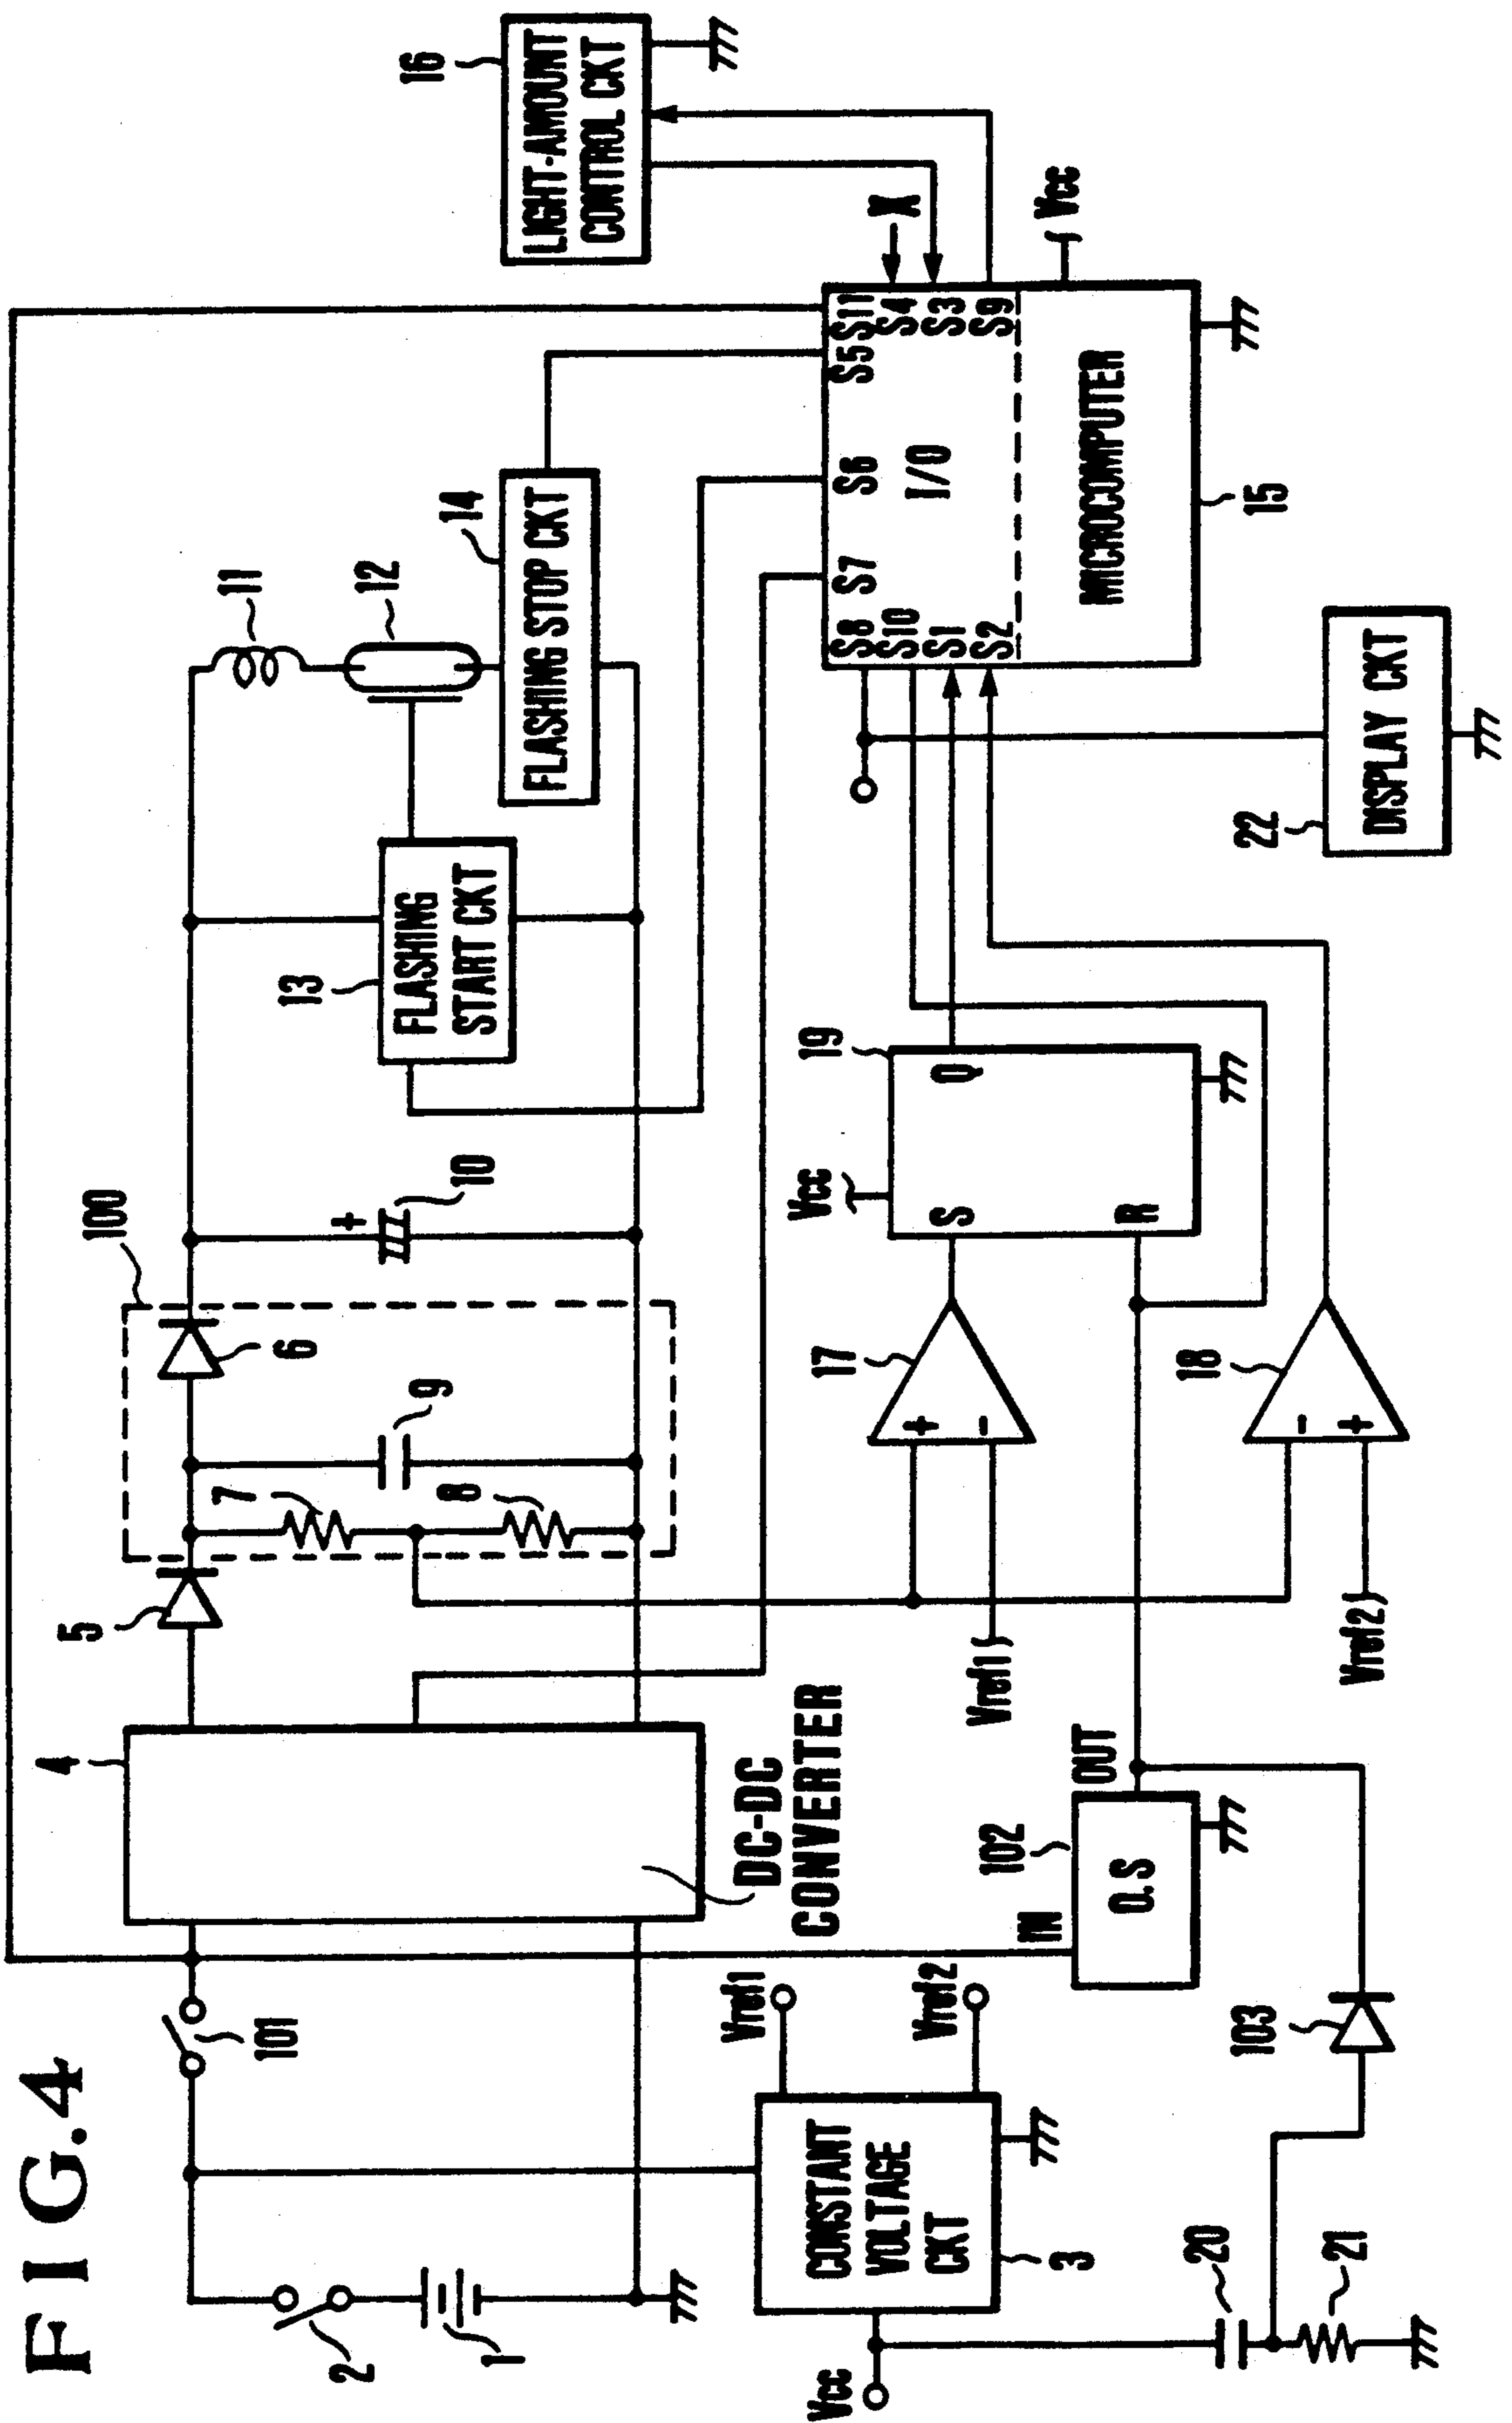 FIG.4
100
11
12
14
16
LIGHT-AMOUNT
CONTROL CKT
5
6
7
8
9
+
10
13
FLASHING
START CKT
FLASHING STOP CKT
4
DC-DC
CONVERTER
101
2
1
CONSTANT
VOLTAGE
CKT
3
Vref1
Vref2
Vcc
20
21
103
102
IN
O.S
OUT
Vref1
Vref2
17
+
-
18
-
+
Vcc
19
S
Q
R
S8
S7
S6
S5
S11
S10
S1
S2
I/O
S4
S3
S9
X
Vcc
MICROCOMPUTER
15
22
DISPLAY CKT